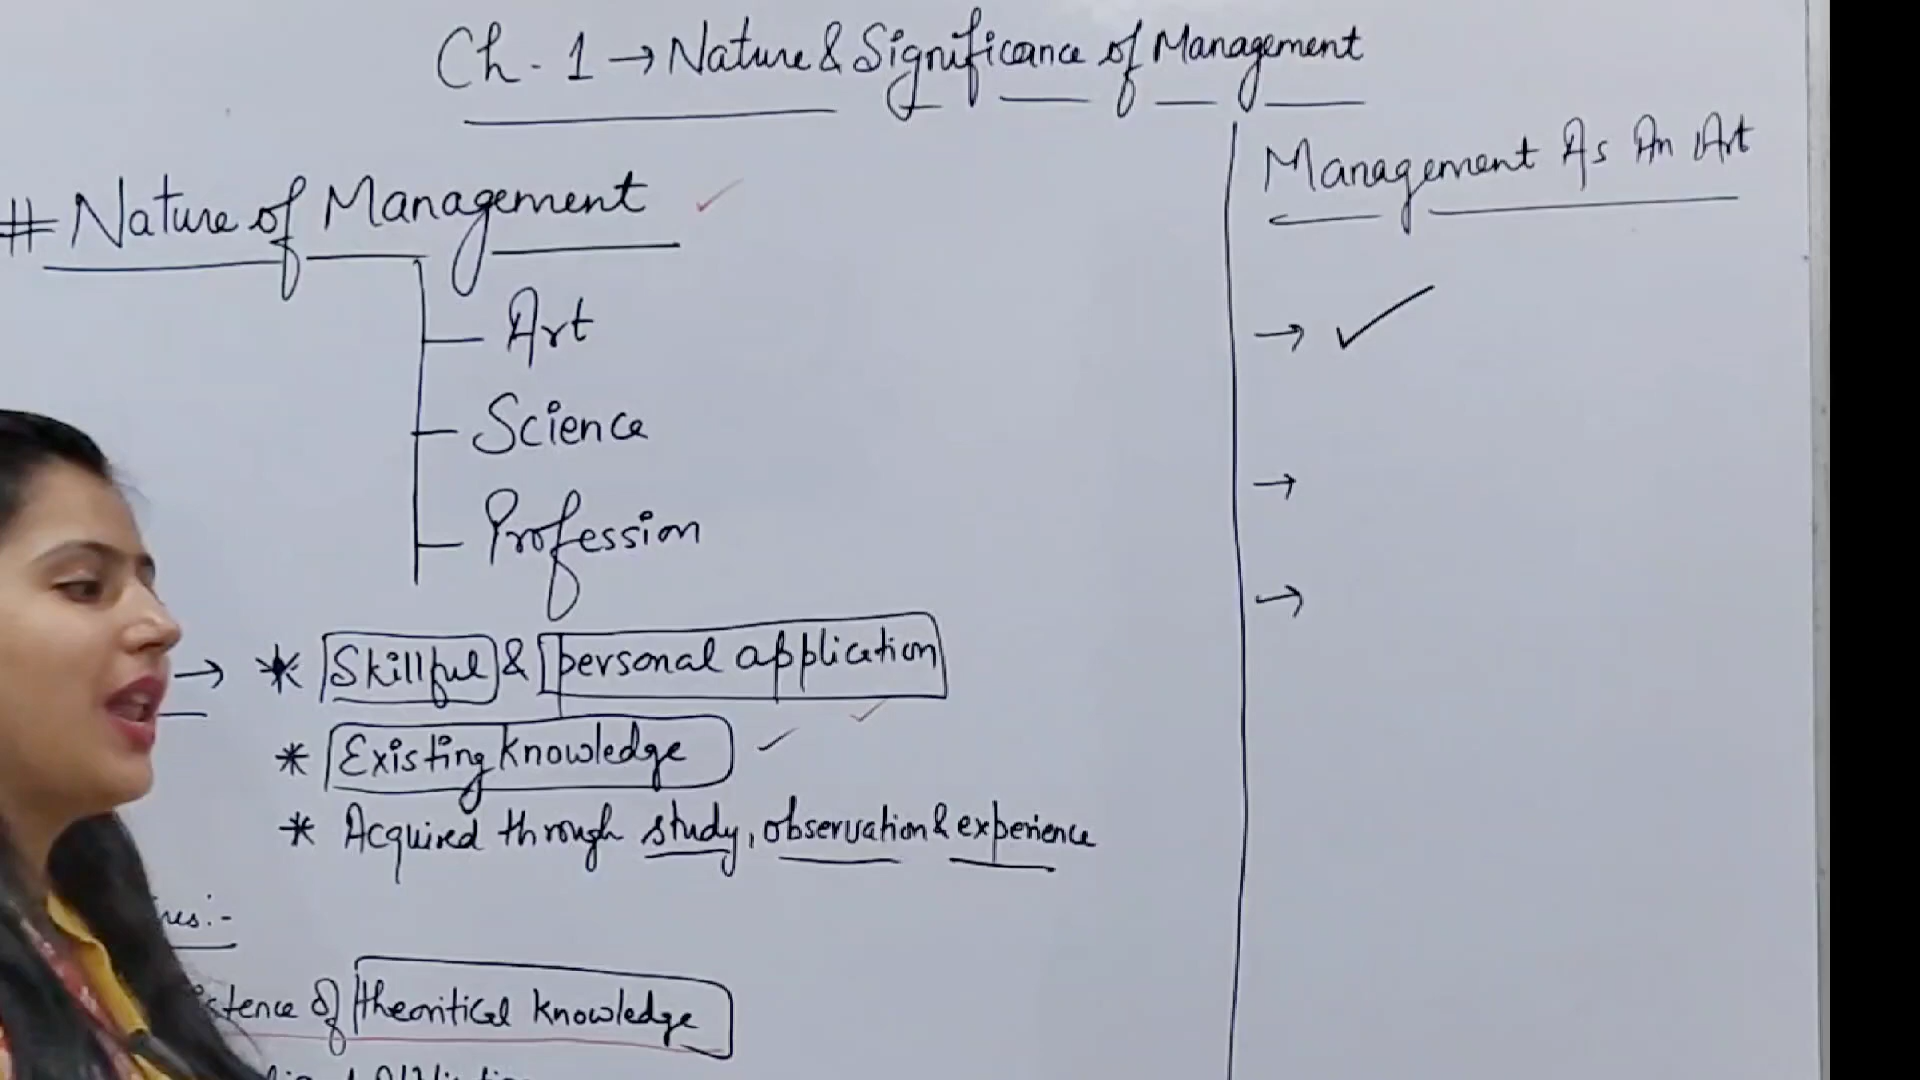 Ch. 1 → Nature & Significance of Management
# Nature of Management ✓
Art
Science
Profession
→ * Skillful & personal application
* Existing knowledge ✓
* Acquired through study, observation & experience
of theoritical knowledge
Management As An Art
→ ✓
→
→